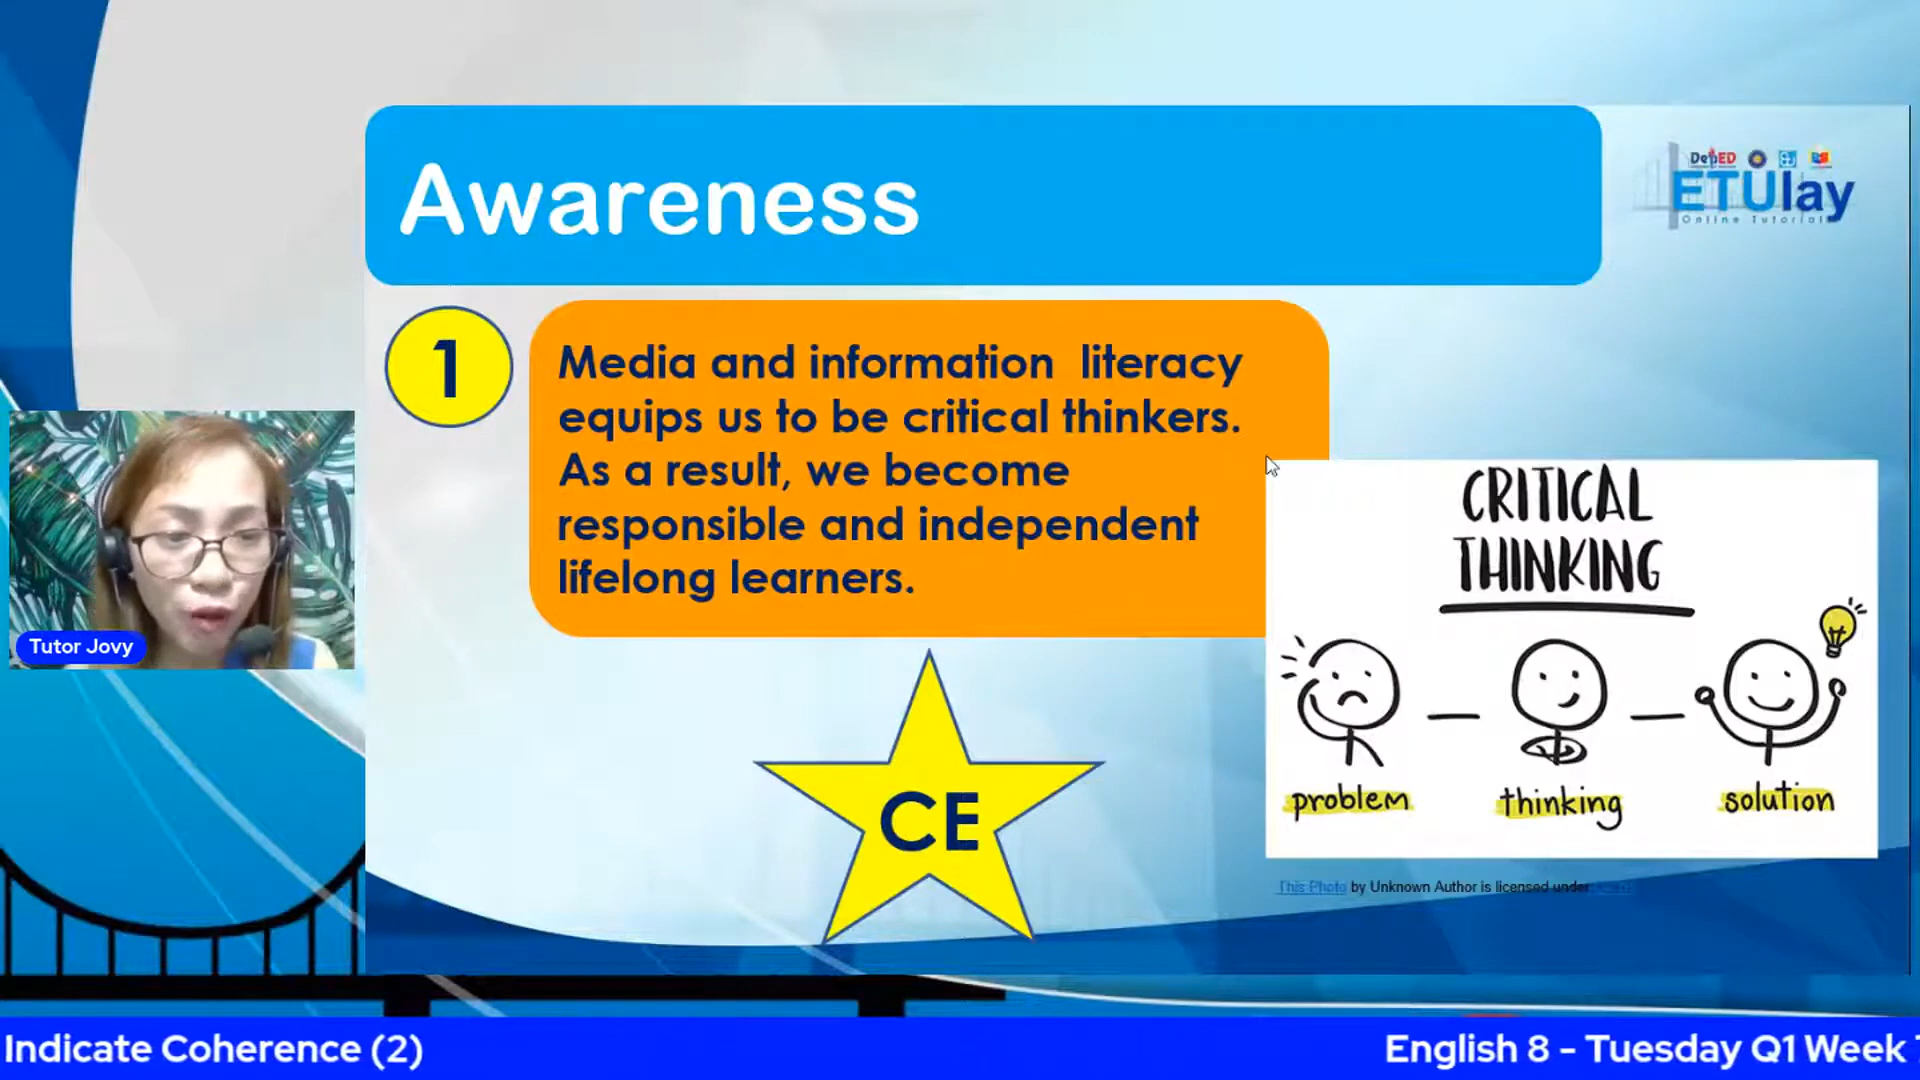 Awareness
DepED
ETUlay
Online Tutorial
1
Media and information literacy
equips us to be critical thinkers.
As a result, we become
responsible and independent
lifelong learners.
CRITICAL
THINKING
problem
thinking
solution
CE
This Photo by Unknown Author is licensed under
Tutor Jovy
Indicate Coherence (2)
English 8 - Tuesday Q1 Week